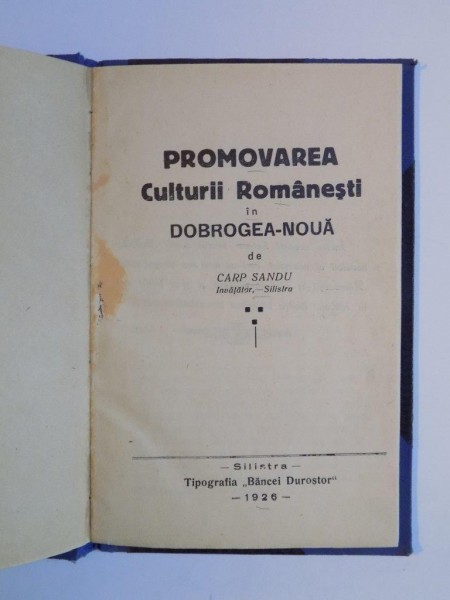 PROMOVAREA
Culturii Românești
în
DOBROGEA-NOUĂ
de
CARP SANDU
Invățător,—Silistra
— Silistra —
Tipografia „Băncei Durostor"
— 1926 —